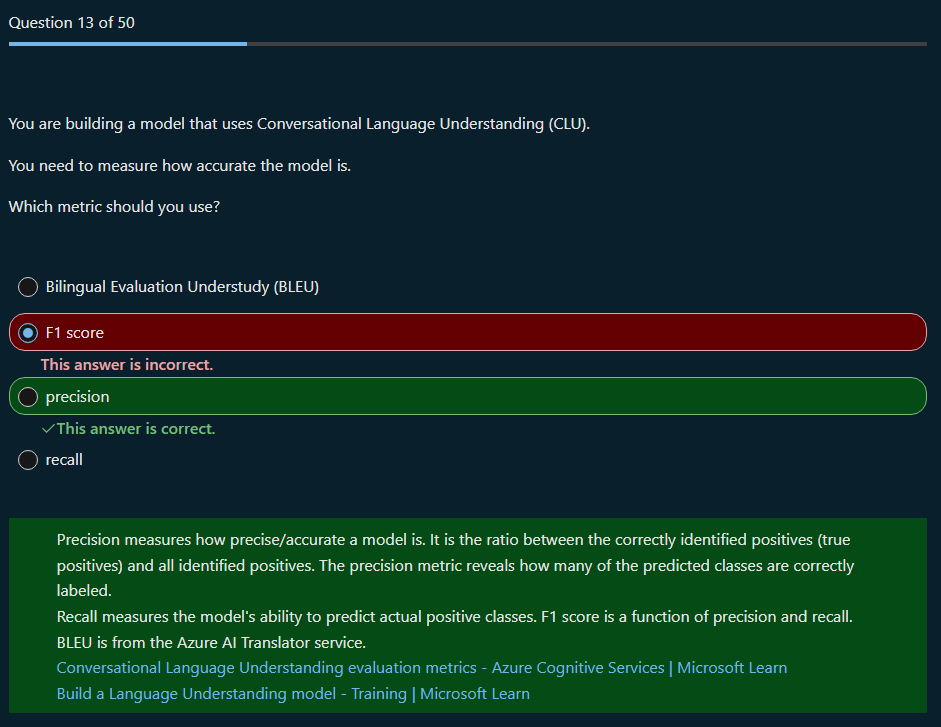 Question 13 of 50
You are building a model that uses Conversational Language Understanding (CLU).
You need to measure how accurate the model is.
Which metric should you use?
Bilingual Evaluation Understudy (BLEU)
F1 score
This answer is incorrect.
precision
✓This answer is correct.
recall
Precision measures how precise/accurate a model is. It is the ratio between the correctly identified positives (true
positives) and all identified positives. The precision metric reveals how many of the predicted classes are correctly
labeled.
Recall measures the model's ability to predict actual positive classes. F1 score is a function of precision and recall.
BLEU is from the Azure AI Translator service.
Conversational Language Understanding evaluation metrics - Azure Cognitive Services | Microsoft Learn
Build a Language Understanding model - Training | Microsoft Learn